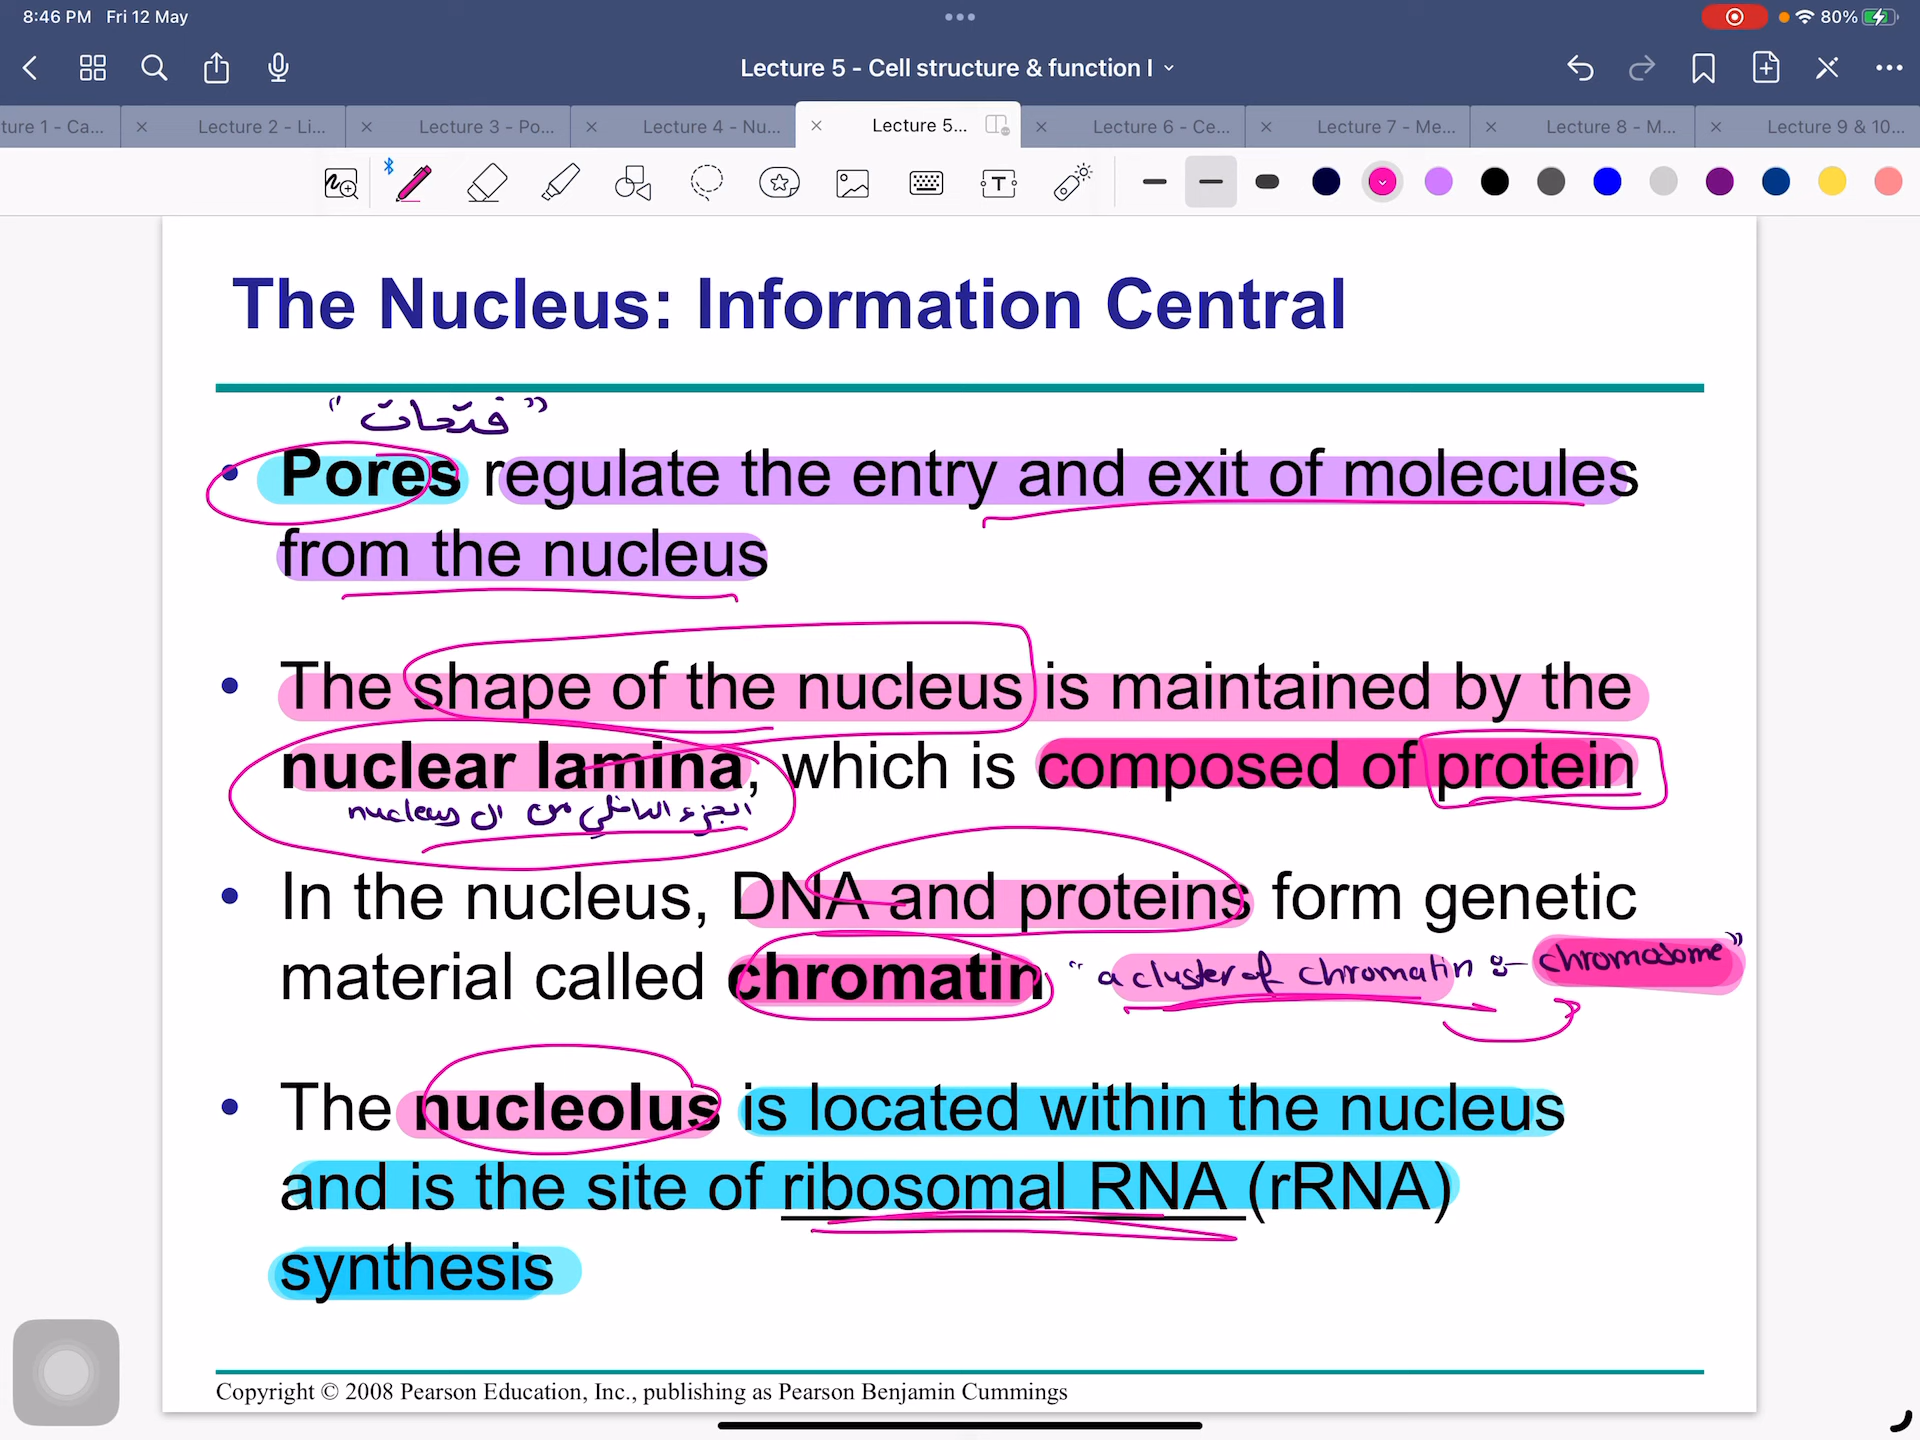 8:46 PM Fri 12 May
80%
Lecture 5 - Cell structure & function I
ture 1 - Ca...
Lecture 2 - Li...
Lecture 3 - Po...
Lecture 4 - Nu...
Lecture 5...
Lecture 6 - Ce...
Lecture 7 - Me...
Lecture 8 - M...
Lecture 9 & 10...
The Nucleus: Information Central
"فتحات"
• Pores regulate the entry and exit of molecules
from the nucleus
• The shape of the nucleus is maintained by the
nuclear lamina, which is composed of protein
الجزء الداخلي من ال nucleus
• In the nucleus, DNA and proteins form genetic
material called chromatin "a cluster of chromatin :- chromosome"
• The nucleolus is located within the nucleus
and is the site of ribosomal RNA (rRNA)
synthesis
Copyright © 2008 Pearson Education, Inc., publishing as Pearson Benjamin Cummings